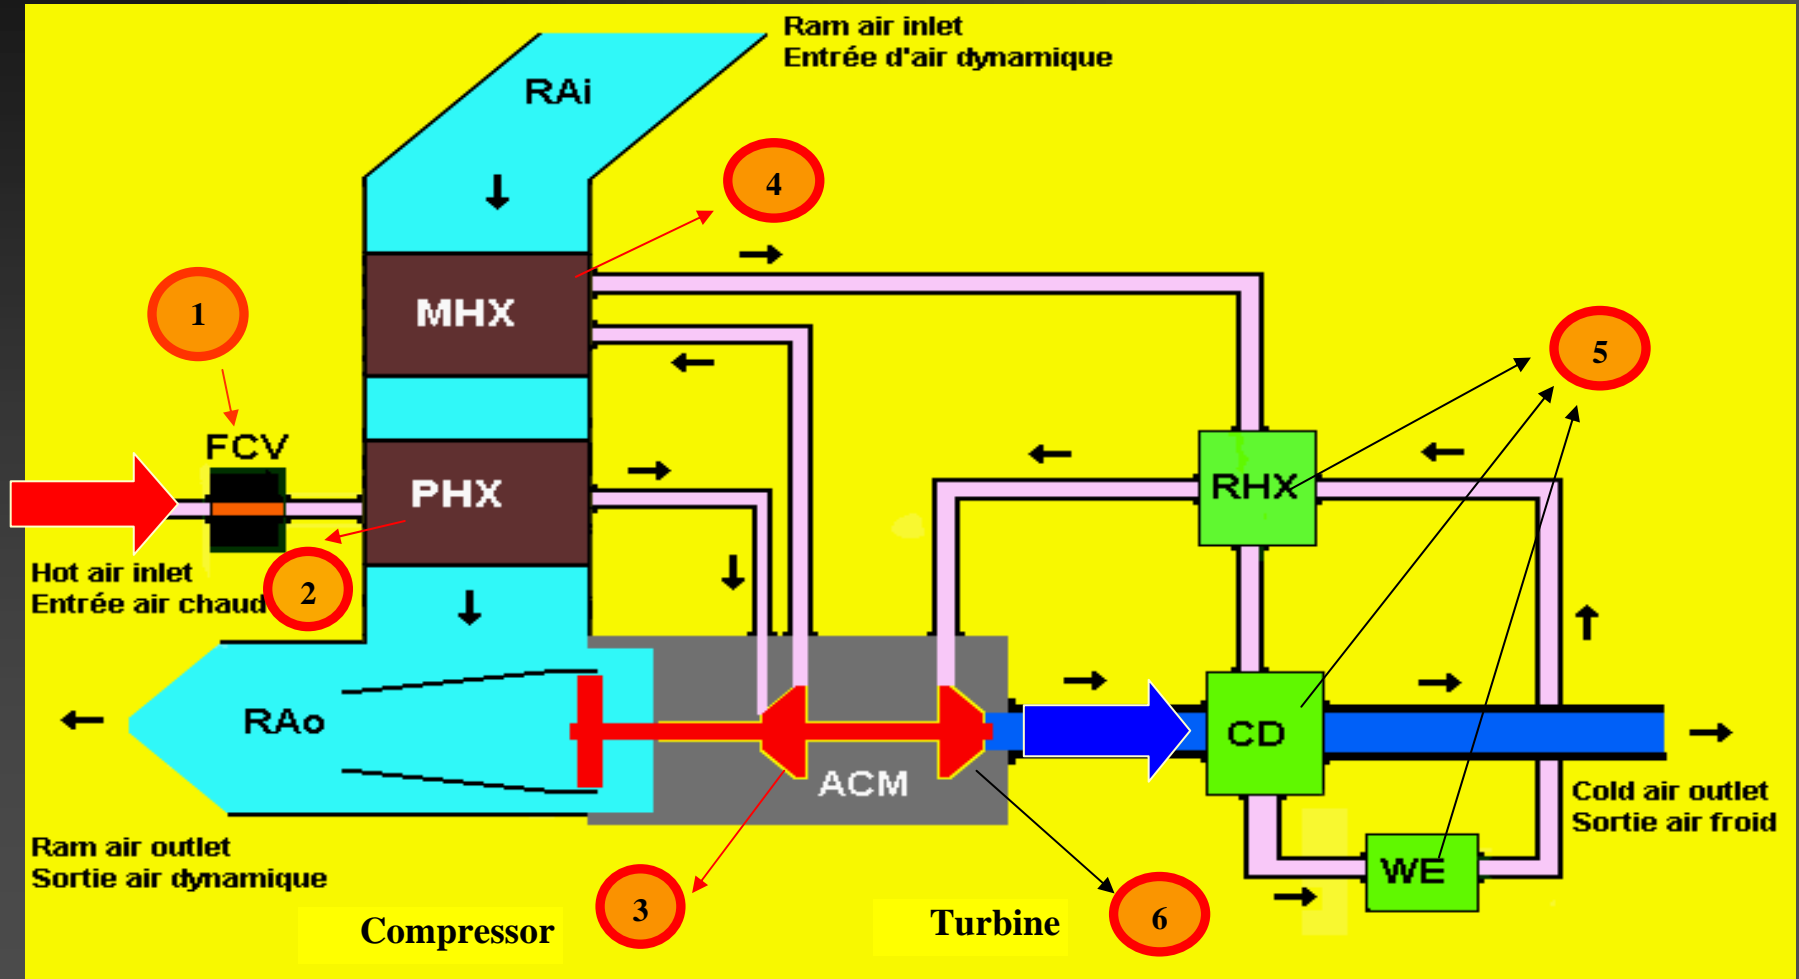 Ram air inlet
Entrée d'air dynamique
RAi
4
MHX
1
5
FCV
PHX
RHX
Hot air inlet
Entrée air chaud
2
RAo
CD
ACM
Cold air outlet
Sortie air froid
Ram air outlet
Sortie air dynamique
WE
Compressor
3
Turbine
6